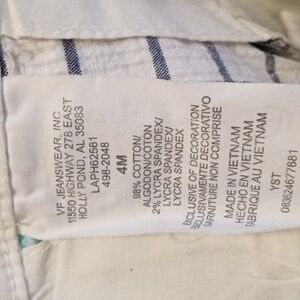 VF JEANSWEAR, INC
11550 HIGHWAY 278 EAST
HOLLY POND, AL 35083
LAPH62561
498-2048
4M
98% COTTON/
ALGODON/COTON
2% LYCRA SPANDEX/
LYCRA SPANDEX/
LYCRA SPANDEX
EXCLUSIVE OF DECORATION
EXCLUSIVAMENTE DECORATIVO
GARNITURE NON COMPRISE
MADE IN VIETNAM
HECHO EN VIETNAM
FABRIQUE AU VIETNAM
YST
083624677681